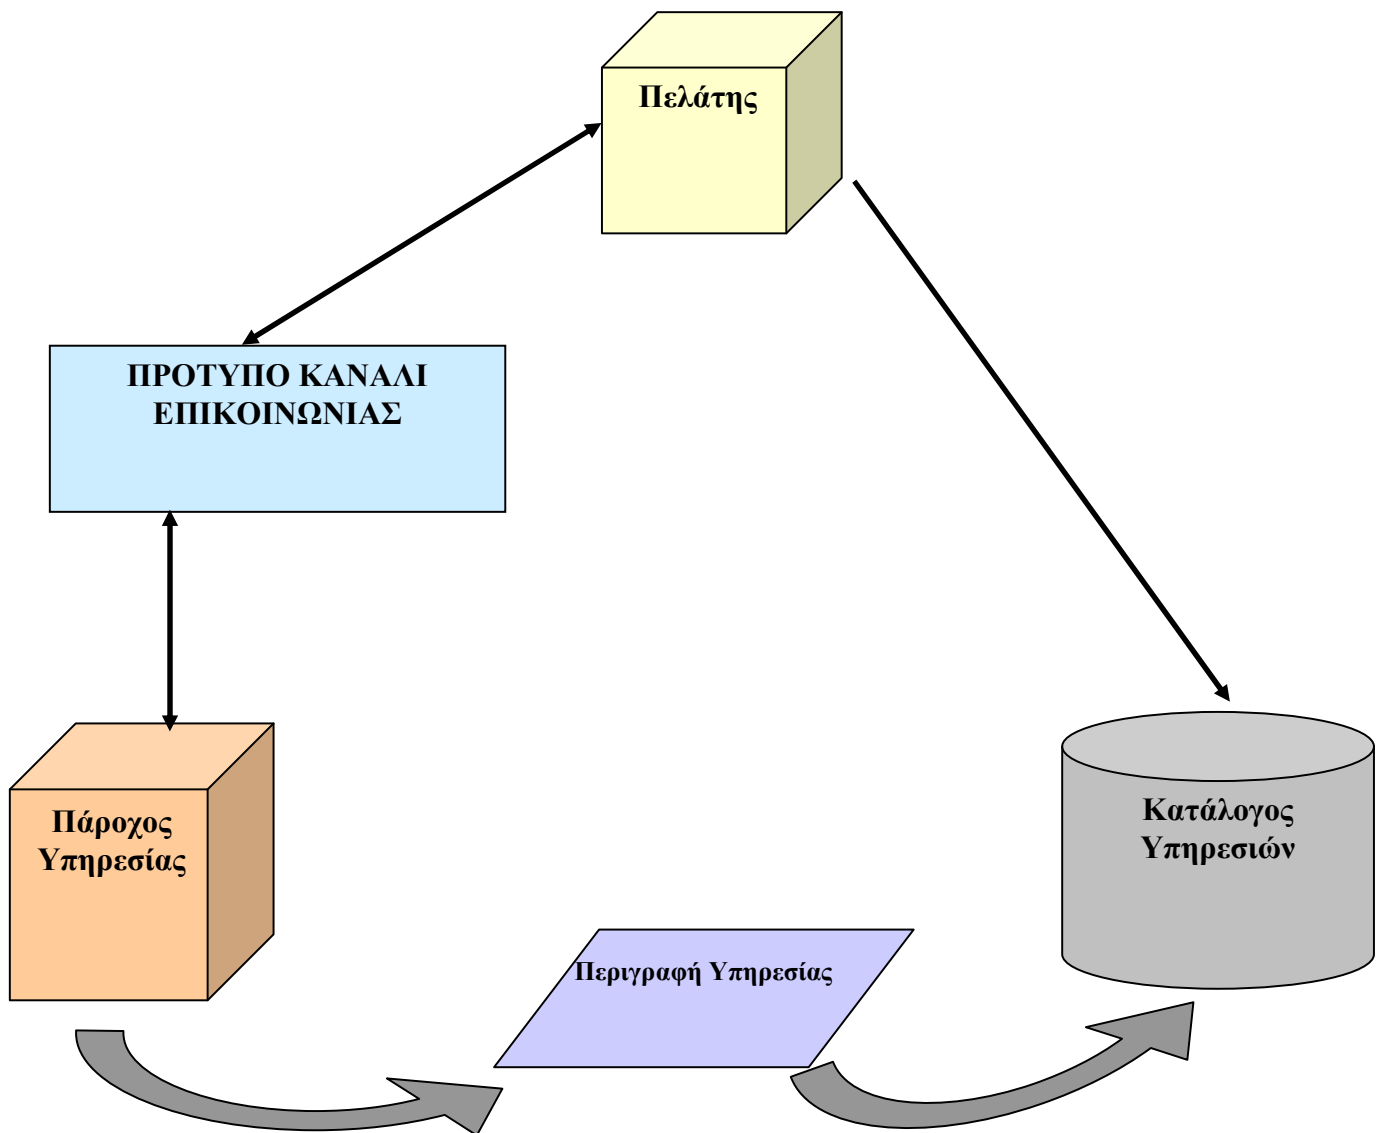 Πελάτης
ΠΡΟΤΥΠΟ ΚΑΝΑΛΙ
ΕΠΙΚΟΙΝΩΝΙΑΣ
Πάροχος
Υπηρεσίας
Κατάλογος
Υπηρεσιών
Περιγραφή Υπηρεσίας